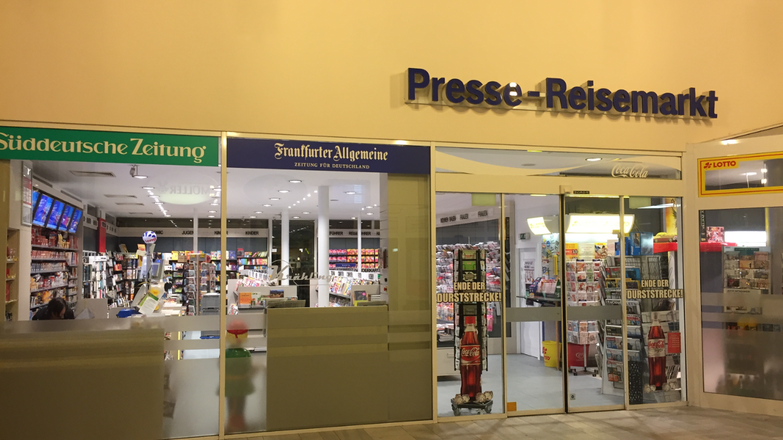 Presse-Reisemarkt
Süddeutsche Zeitung
Frankfurter Allgemeine
ZEITUNG FÜR DEUTSCHLAND
Coca-Cola
LOTTO
ENDE DER
DURSTSTRECKE!
ENDE DER
DURSTSTRECKE!